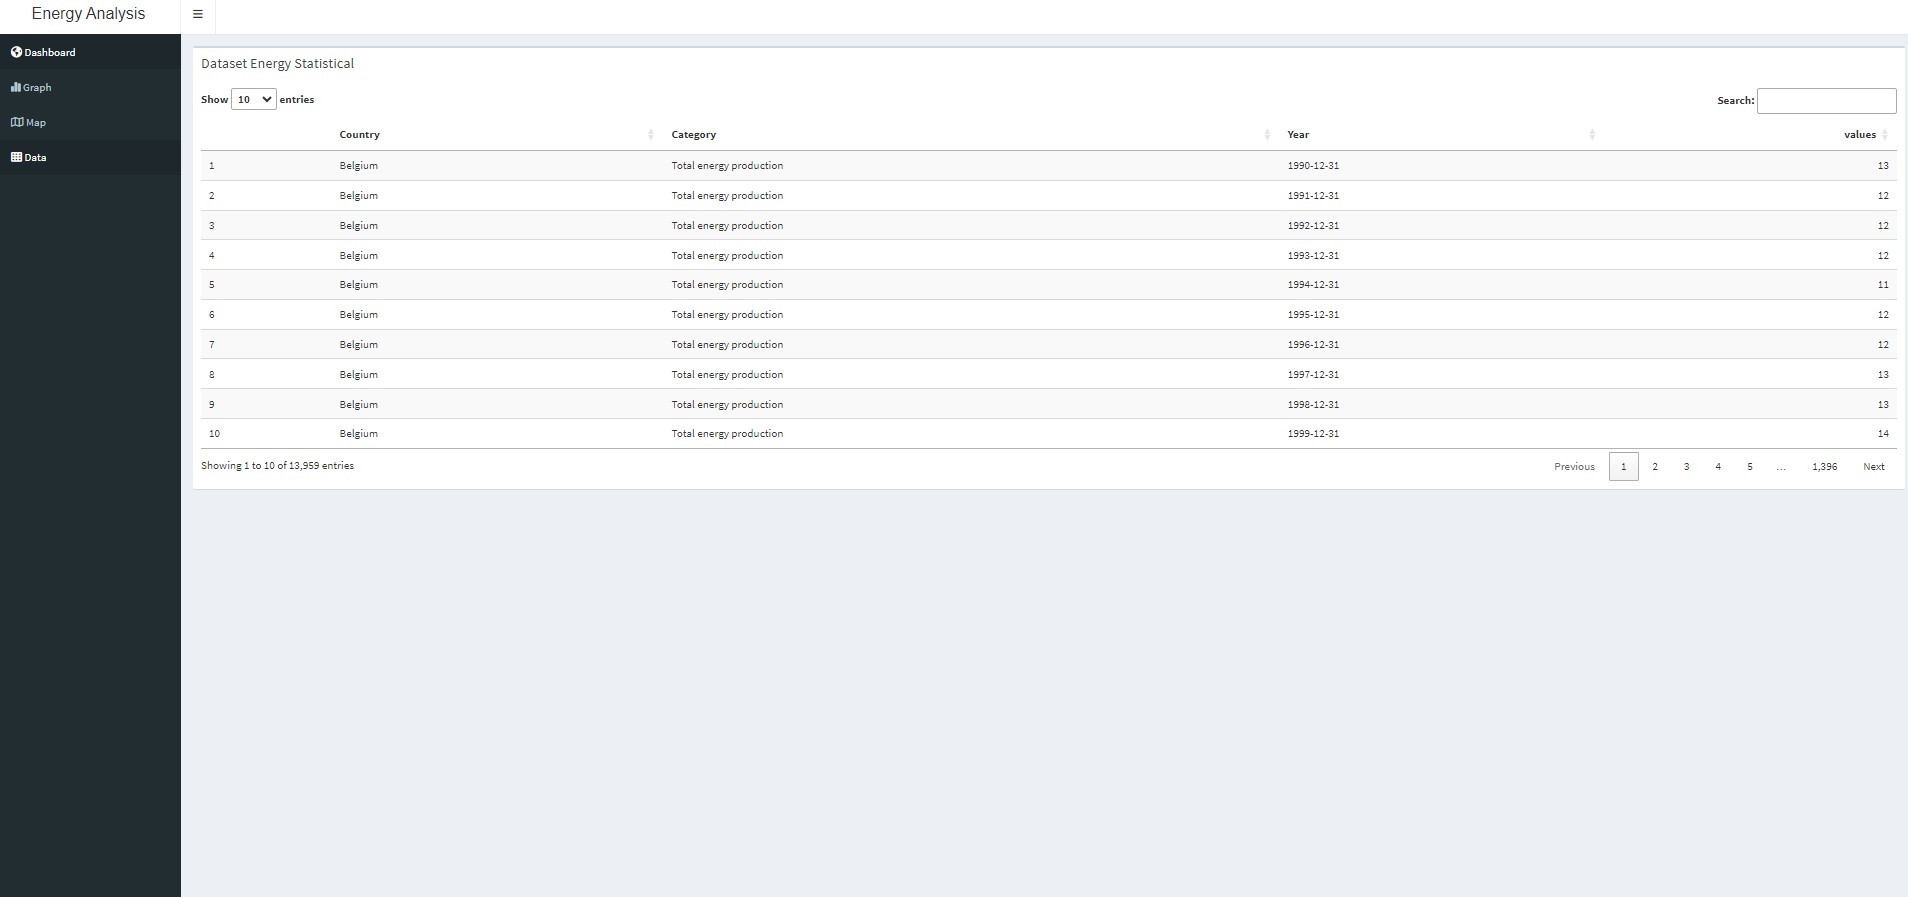 Energy Analysis
Dashboard
Graph
Map
Data
Dataset Energy Statistical
Show 10 entries
Search:
Country Category Year values
1 Belgium Total energy production 1990-12-31 13
2 Belgium Total energy production 1991-12-31 12
3 Belgium Total energy production 1992-12-31 12
4 Belgium Total energy production 1993-12-31 12
5 Belgium Total energy production 1994-12-31 11
6 Belgium Total energy production 1995-12-31 12
7 Belgium Total energy production 1996-12-31 12
8 Belgium Total energy production 1997-12-31 13
9 Belgium Total energy production 1998-12-31 13
10 Belgium Total energy production 1999-12-31 14
Showing 1 to 10 of 13,959 entries
Previous 1 2 3 4 5 … 1,396 Next